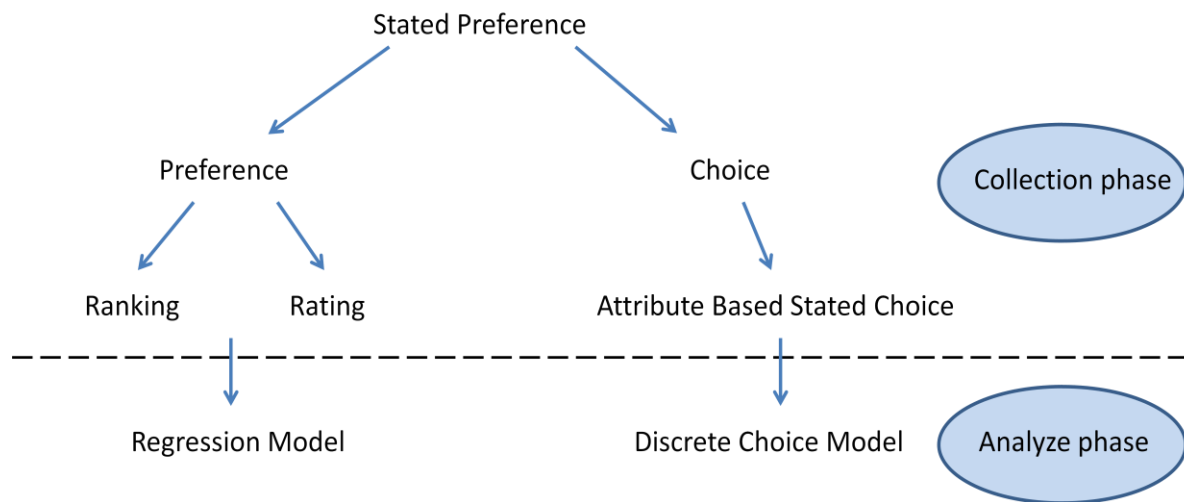 Stated Preference
Preference
Choice
Collection phase
Ranking
Rating
Attribute Based Stated Choice
Regression Model
Discrete Choice Model
Analyze phase